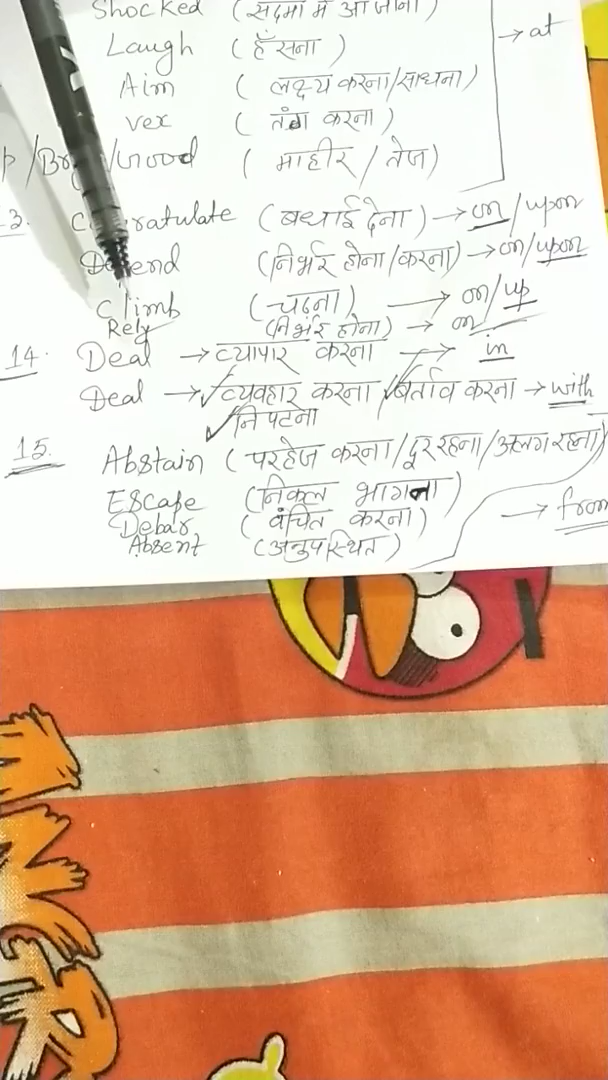 Shocked (सदमा में आ जाना)
Laugh (हँसना) → at
Aim (लक्ष्य करना/साधना)
vex (तंग करना)
/Good (माहीर / तेज)
3. (बधाई देना) → on/upon
(निर्भर होना/करना) → on/upon
Climb (चढ़ना) → on/up
Rely (निर्भर होना) → on
14. Deal → व्यापार करना → in
Deal → व्यवहार करना / बर्ताव करना → with
निपटना
15. Abstain (परहेज करना/दूर रहना/अलग रहना)
Escape (निकल भागना)
Debar (वंचित करना) → from
Absent (अनुपस्थित)